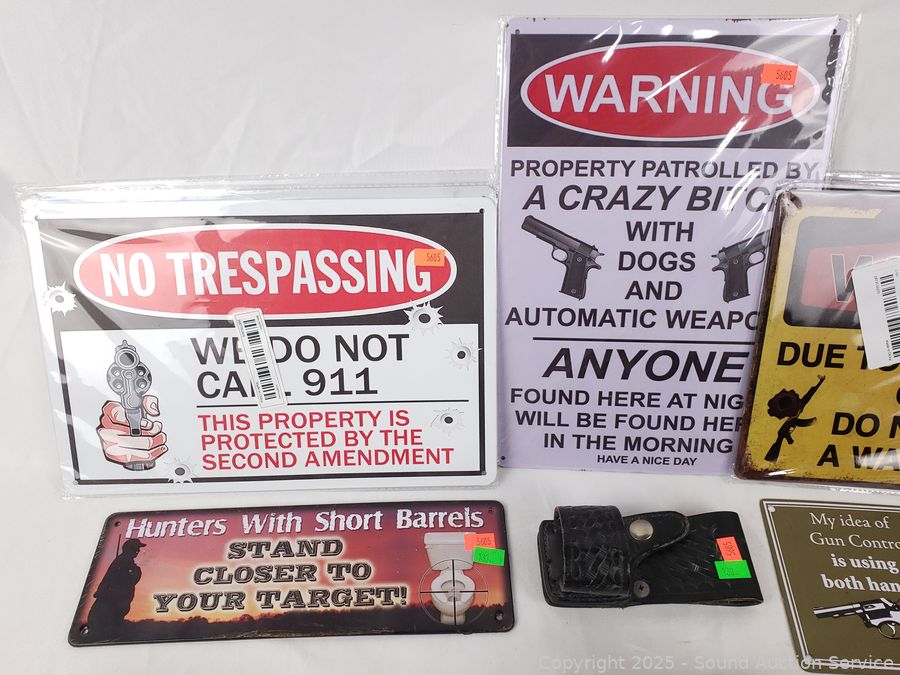 NO TRESPASSING
5605
WE DO NOT
CALL 911
THIS PROPERTY IS
PROTECTED BY THE
SECOND AMENDMENT
WARNING
5605
PROPERTY PATROLLED BY
A CRAZY BITC
WITH
DOGS
AND
AUTOMATIC WEAPO
ANYONE
FOUND HERE AT NIG
WILL BE FOUND HER
IN THE MORNING
HAVE A NICE DAY
W
DUE T
DO N
A WA
Hunters With Short Barrels
STAND
CLOSER TO
YOUR TARGET!
5605
5605
My idea of
Gun Contro
is using
both han
Copyright 2025 - Sound Auction Service